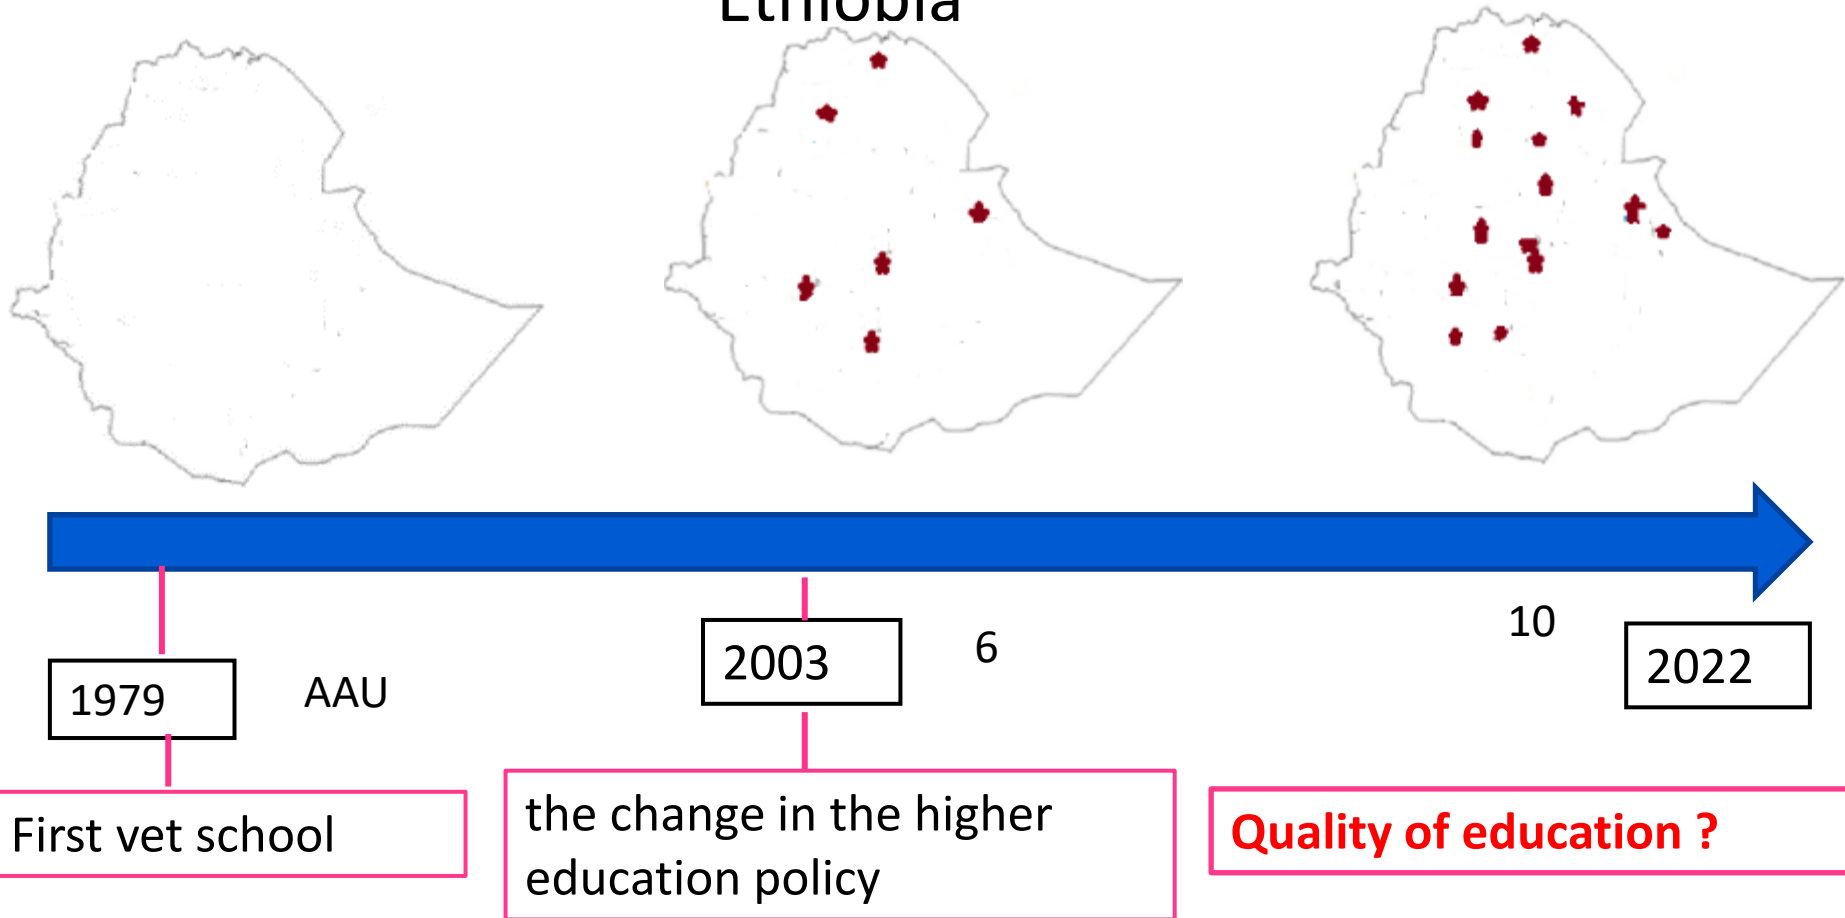 Ethiobia
1979
AAU
2003
6
10
2022
First vet school
the change in the higher
education policy
Quality of education ?